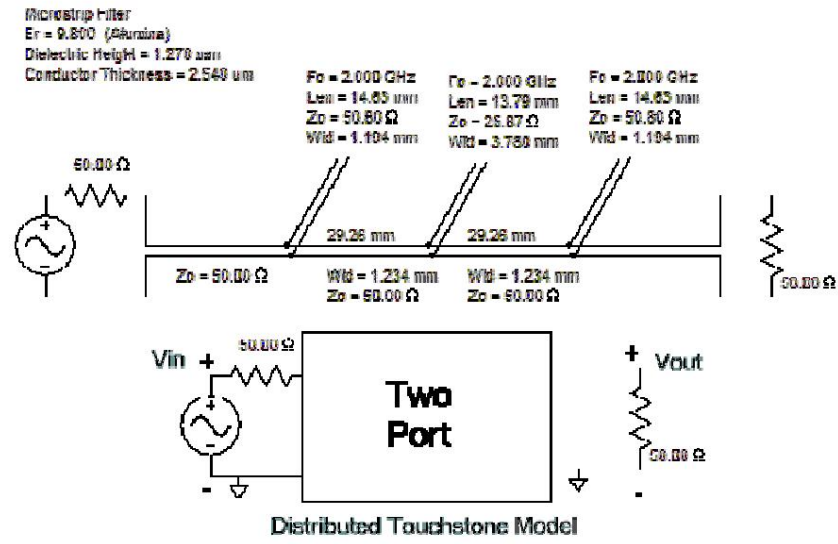 Microstrip Filter
Er = 9.800 (Alumina)
Dielectric Height = 1.270 mm
Conductor Thickness = 2.540 um
Fo = 2.000 GHz
Len = 14.63 mm
Zo = 50.80 Ω
Wid = 1.194 mm
Fo = 2.000 GHz
Len = 13.79 mm
Zo = 25.87 Ω
Wid = 3.780 mm
Fo = 2.000 GHz
Len = 14.63 mm
Zo = 50.80 Ω
Wid = 1.194 mm
50.00 Ω
29.26 mm
29.26 mm
Zo = 50.00 Ω
Wid = 1.234 mm
Zo = 50.00 Ω
Wid = 1.234 mm
Zo = 50.00 Ω
50.00 Ω
Vin +
50.00 Ω
Two
Port
+ Vout
50.00 Ω
-
-
Distributed Touchstone Model